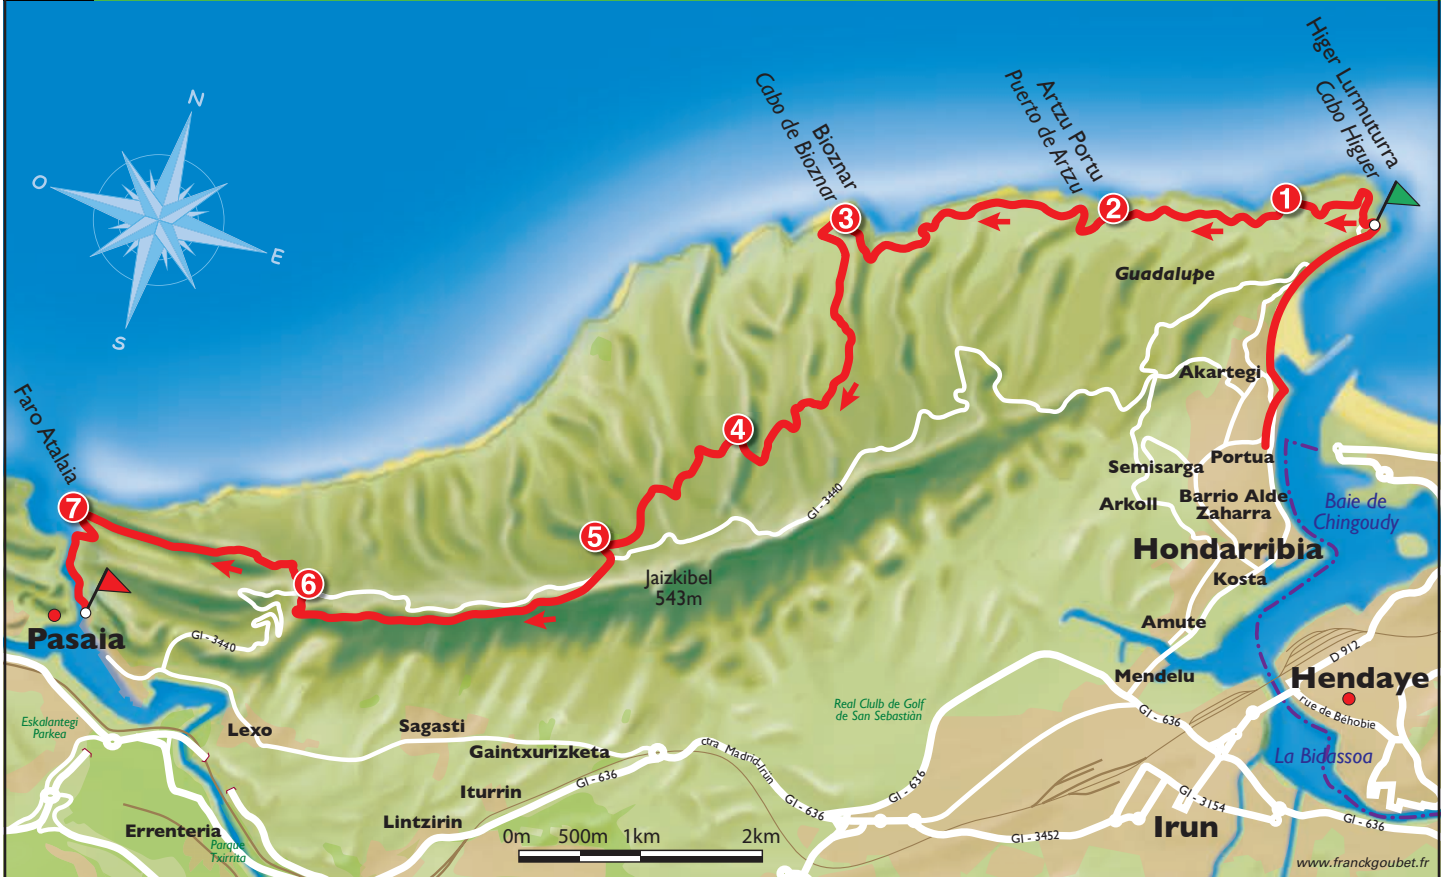 Higer Lurmuturra
Cabo Higuer
Artzu Portu
Puerto de Artzu
Bioznar
Cabo de Bioznar
N
O
E
S
1
2
3
4
5
6
7
Guadalupe
Akartegi
Faro Atalaia
Portua
Semisarga
Arkoll
Barrio Alde
Zaharra
Baie de
Chingoudy
GI - 3440
Hondarribia
Jaizkibel
543m
Kosta
Amute
Pasaia
GI - 3440
D 912
Mendelu
Hendaye
rue de Béhobie
Real Clulb de Golf
de San Sebastiàn
GI - 636
Eskalantegi
Parkea
Lexo
Sagasti
Gaintxurizketa
ctra Madrid-Irun
La Bidassoa
GI - 636
Iturrin
GI - 636
GI - 636
GI - 3154
Lintzirin
Errenteria
Parque
Txirrita
0m 500m 1km 2km
GI - 3452
Irun
GI - 636
www.franckgoubet.fr